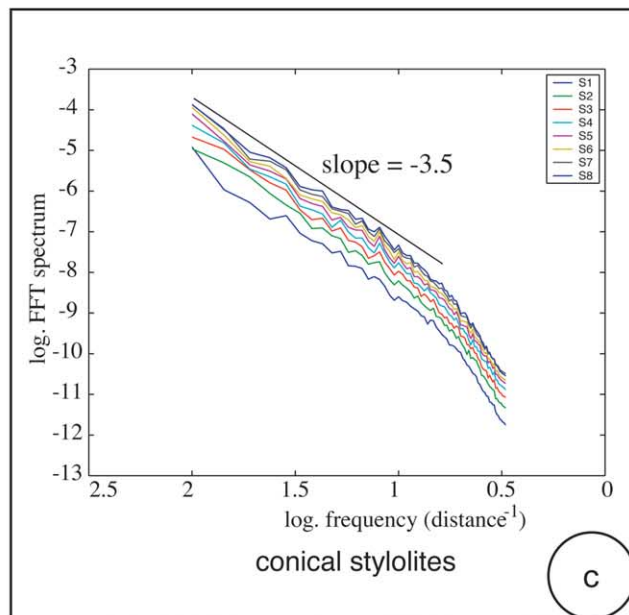 -3
-4
-5
-6
-7
-8
-9
-10
-11
-12
-13
S1
S2
S3
S4
S5
S6
S7
S8
slope = -3.5
log. FFT spectrum
2.5 2 1.5 1 0.5 0
log. frequency (distance-1)
conical stylolites
c